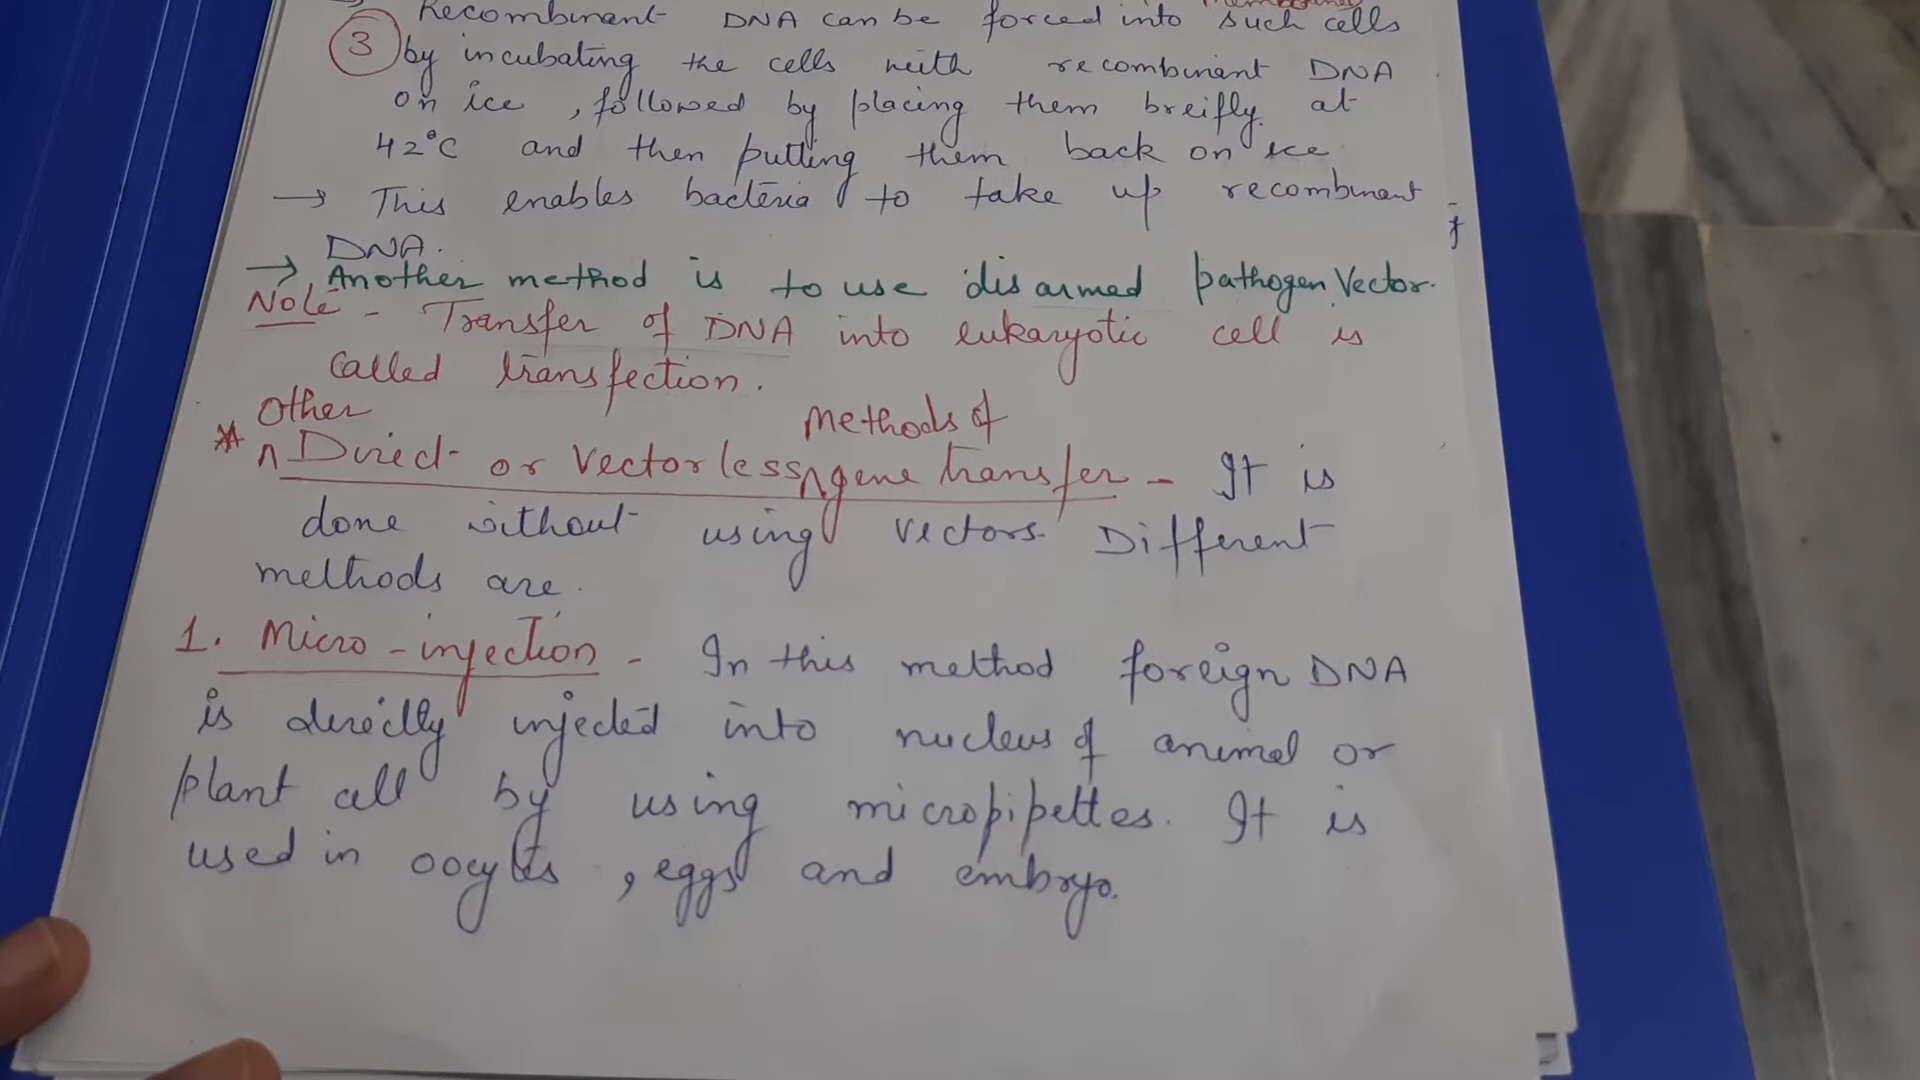 Recombinant DNA can be forced into such cells
3 by incubating the cells with recombinant DNA
on ice, followed by placing them breifly at
42°C and then putting them back on ice
→ This enables bacteria to take up recombinant
DNA.
→ Another method is to use disarmed pathogen Vector.
Note - Transfer of DNA into eukaryotic cell is
called transfection.
Other methods of
* ∧ Direct or Vectorless ∧ gene transfer - It is
done without using vectors. Different
methods are.
1. Micro-injection - In this method foreign DNA
is directly injected into nucleus of animal or
plant cell by using micropipettes. It is
used in oocytes, eggs and embryo.